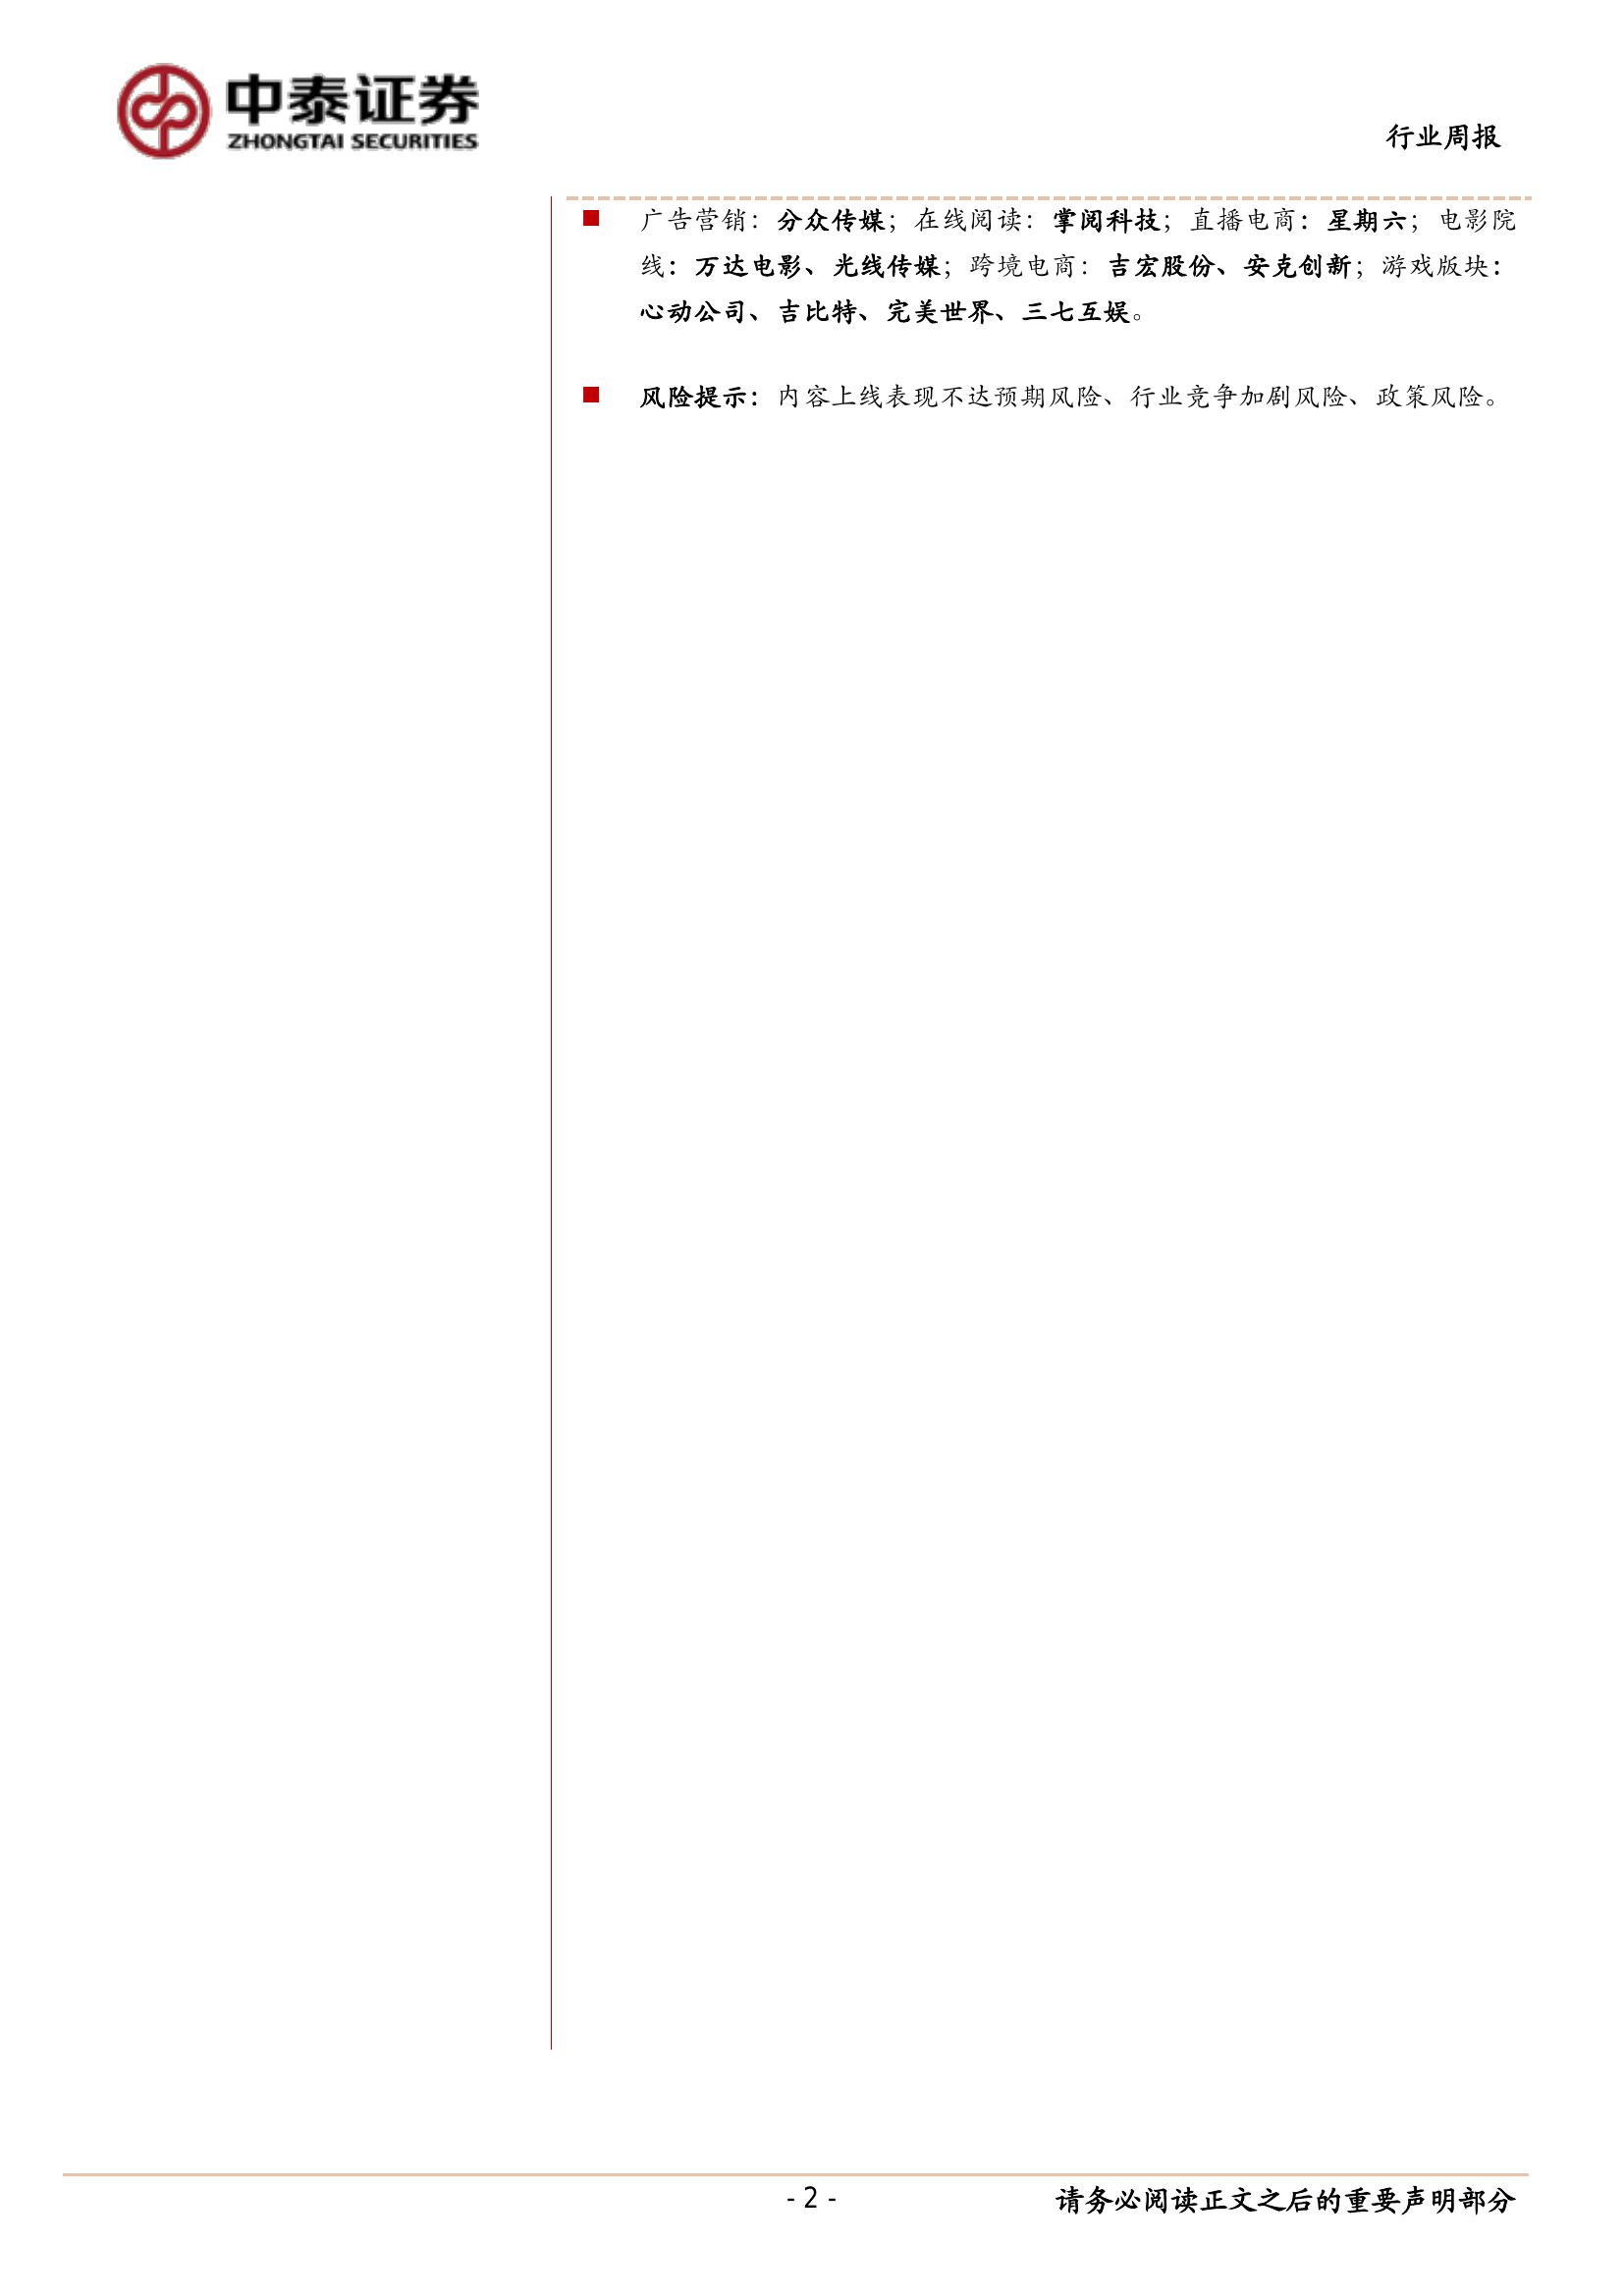 中泰证券
ZHONGTAI SECURITIES
行业周报
广告营销：分众传媒；在线阅读：掌阅科技；直播电商：星期六；电影院
线：万达电影、光线传媒；跨境电商：吉宏股份、安克创新；游戏版块：
心动公司、吉比特、完美世界、三七互娱。
风险提示：内容上线表现不达预期风险、行业竞争加剧风险、政策风险。
- 2 -
请务必阅读正文之后的重要声明部分